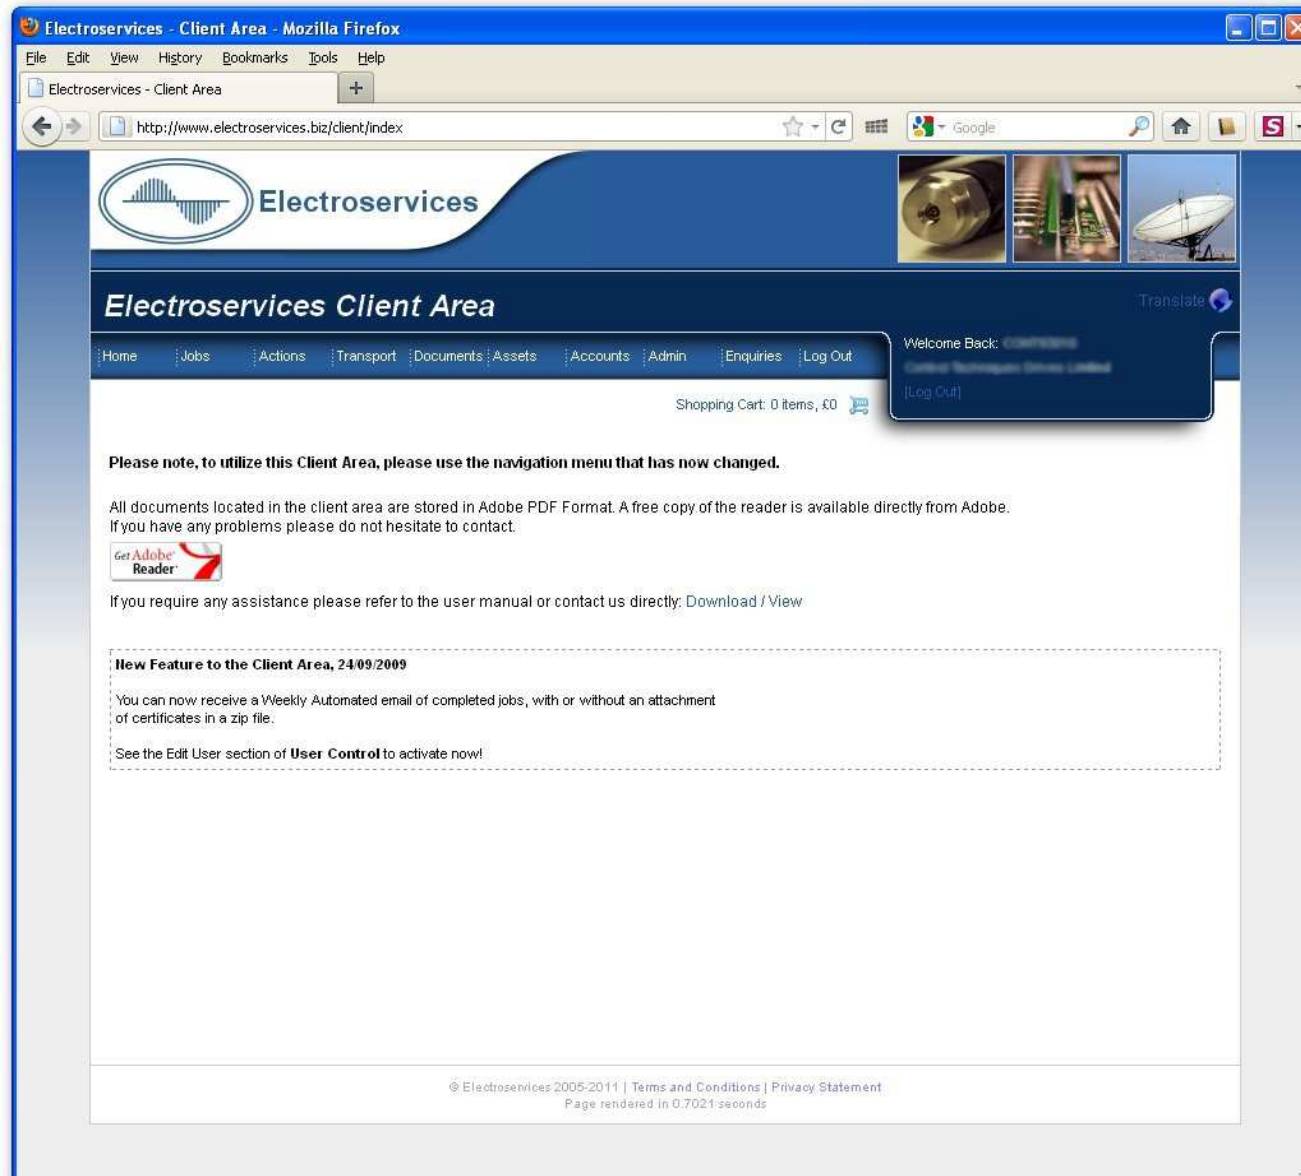 Electroservices - Client Area - Mozilla Firefox
File Edit View History Bookmarks Tools Help
Electroservices - Client Area
http://www.electroservices.biz/client/index
Google
S
Electroservices
Electroservices Client Area
Translate
Home Jobs Actions Transport Documents Assets Accounts Admin Enquiries Log Out
Welcome Back:
[Log Out]
Shopping Cart: 0 items, £0
Please note, to utilize this Client Area, please use the navigation menu that has now changed.
All documents located in the client area are stored in Adobe PDF Format. A free copy of the reader is available directly from Adobe.
If you have any problems please do not hesitate to contact.
Get Adobe®
Reader®
If you require any assistance please refer to the user manual or contact us directly: Download / View
New Feature to the Client Area, 24/09/2009
You can now receive a Weekly Automated email of completed jobs, with or without an attachment
of certificates in a zip file.
See the Edit User section of User Control to activate now!
© Electroservices 2005-2011 | Terms and Conditions | Privacy Statement
Page rendered in 0.7021 seconds